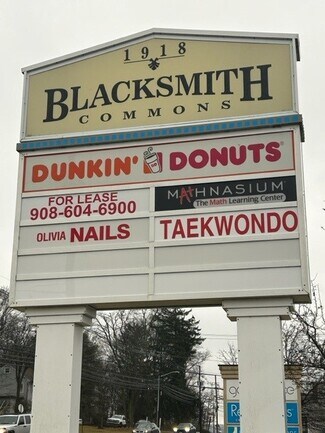 1918
BLACKSMITH
COMMONS
DUNKIN' DONUTS
FOR LEASE
908-604-6900
MATHNASIUM
The Math Learning Center
OLIVIA NAILS
TAEKWONDO